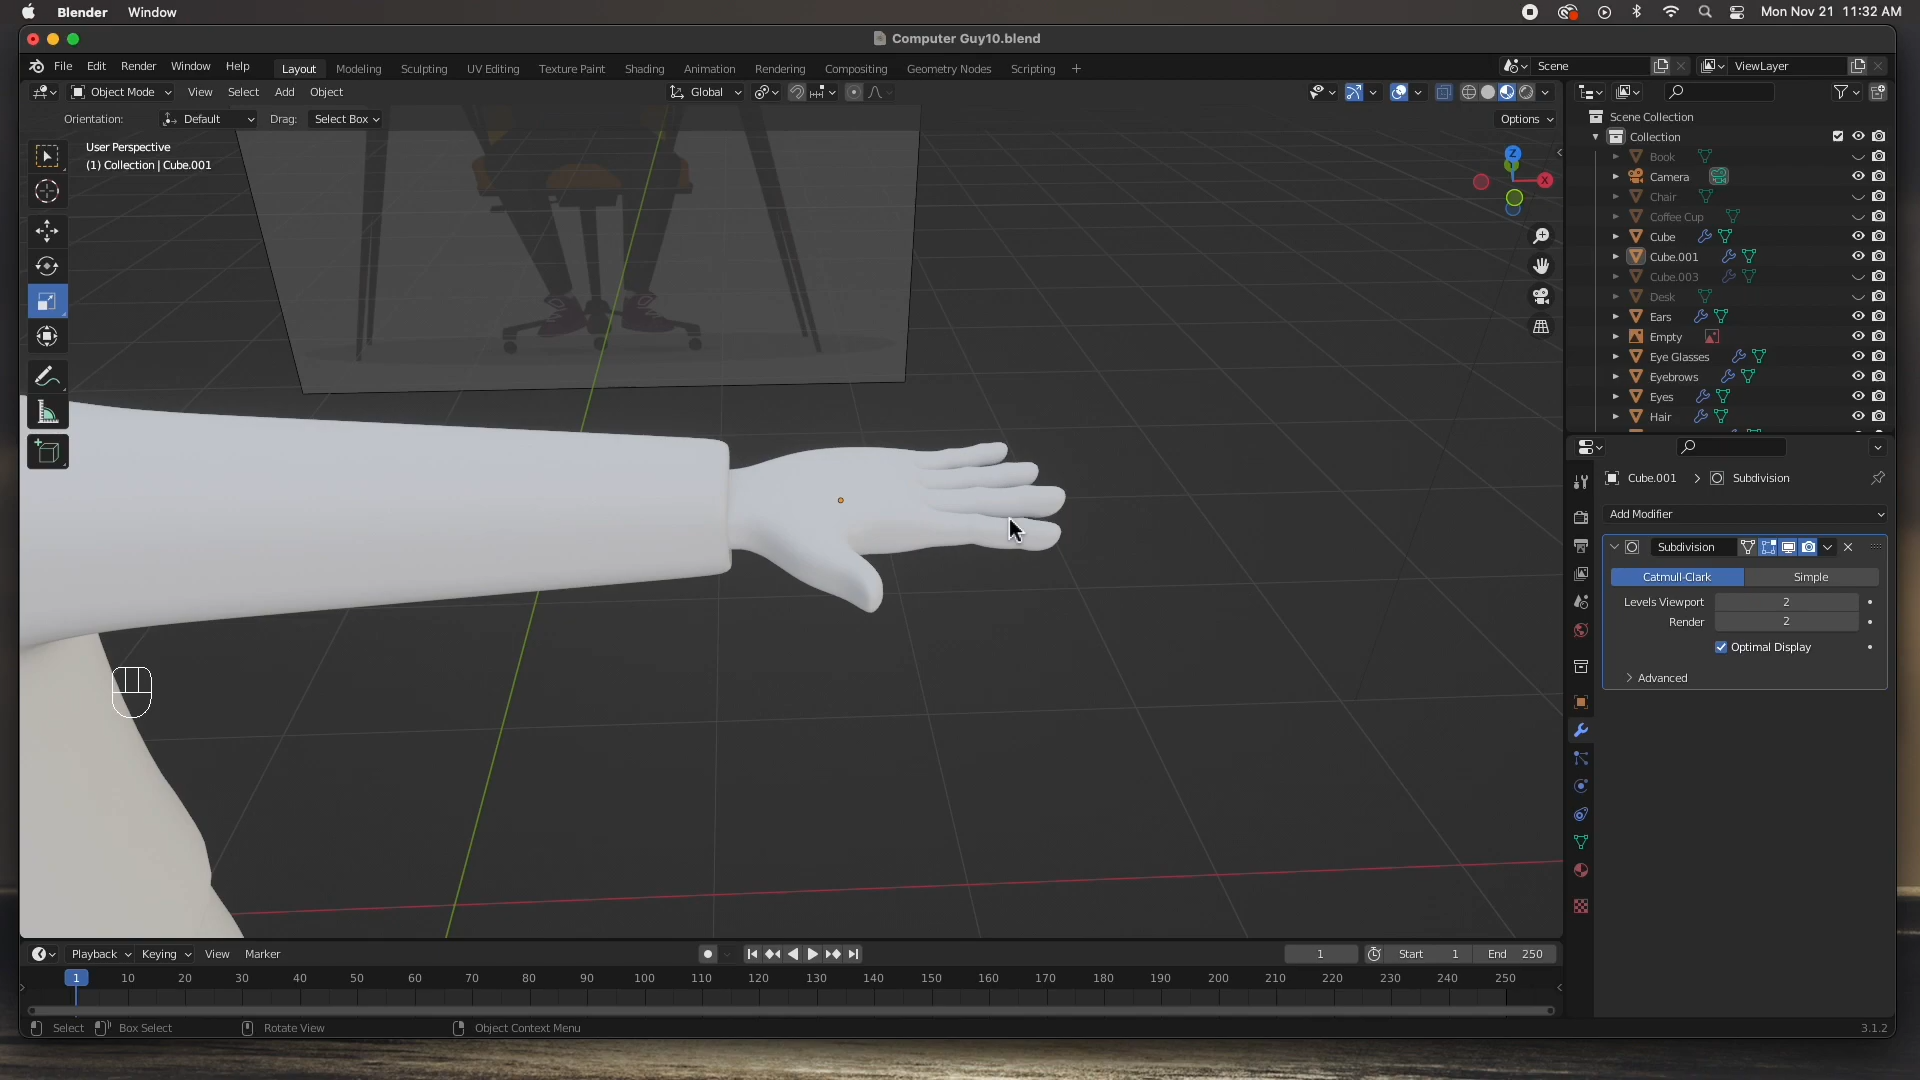 Blender Window
Mon Nov 21 11:32 AM
Computer Guy10.blend
File Edit Render Window Help Layout Modeling Sculpting UV Editing Texture Paint Shading Animation Rendering Compositing Geometry Nodes Scripting +
Scene
ViewLayer
Object Mode View Select Add Object
Global
Orientation: Default Drag: Select Box
Options
User Perspective
(1) Collection | Cube.001
Z
X
Scene Collection
Collection
Book
Camera
Chair
Coffee Cup
Cube
Cube.001
Cube.003
Desk
Ears
Empty
Eye Glasses
Eyebrows
Eyes
Hair
Cube.001 > Subdivision
Add Modifier
Subdivision
Catmull-Clark Simple
Levels Viewport 2
Render 2
Optimal Display
Advanced
Playback Keying View Marker
1 Start 1 End 250
1 10 20 30 40 50 60 70 80 90 100 110 120 130 140 150 160 170 180 190 200 210 220 230 240 250
Select Box Select Rotate View Object Context Menu
3.1.2